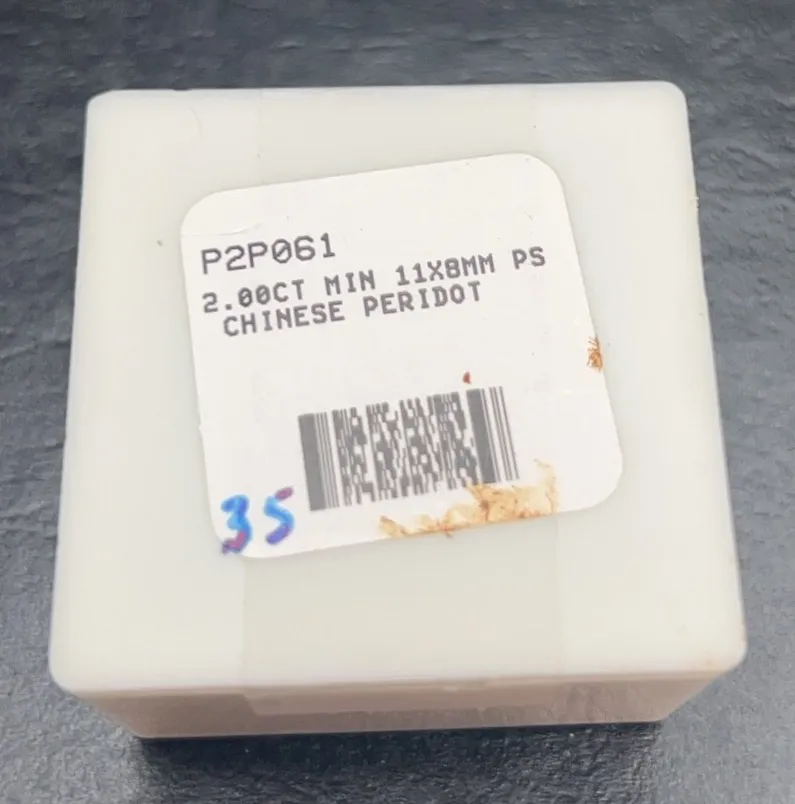 P2P061
2.00CT MIN 11X8MM PS
CHINESE PERIDOT
35